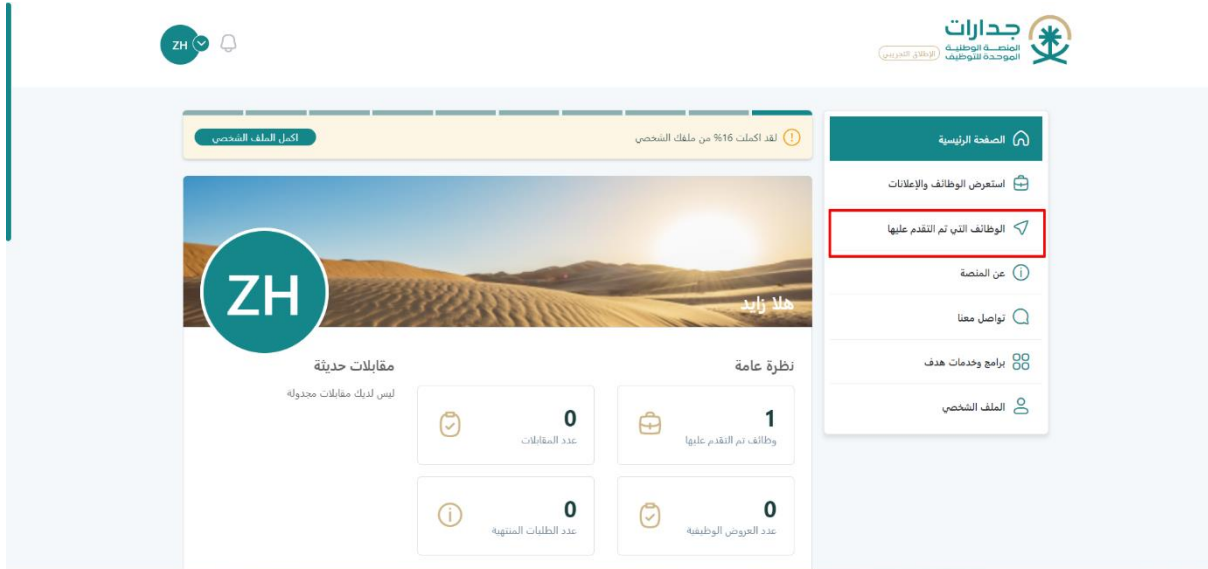 جدارات
المنصـــة الوطنيـة
الموحدة للتوظيف
الإطلاق التجريبي
ZH
الصفحة الرئيسية
استعرض الوظائف والإعلانات
الوظائف التي تم التقدم عليها
عن المنصة
تواصل معنا
برامج وخدمات هدف
الملف الشخصي
لقد اكملت 16% من ملفك الشخصي
اكمل الملف الشخصي
هلا زايد
ZH
نظرة عامة
1
وظائف تم التقدم عليها
0
عدد المقابلات
0
عدد العروض الوظيفية
0
عدد الطلبات المنتهية
مقابلات حديثة
ليس لديك مقابلات مجدولة